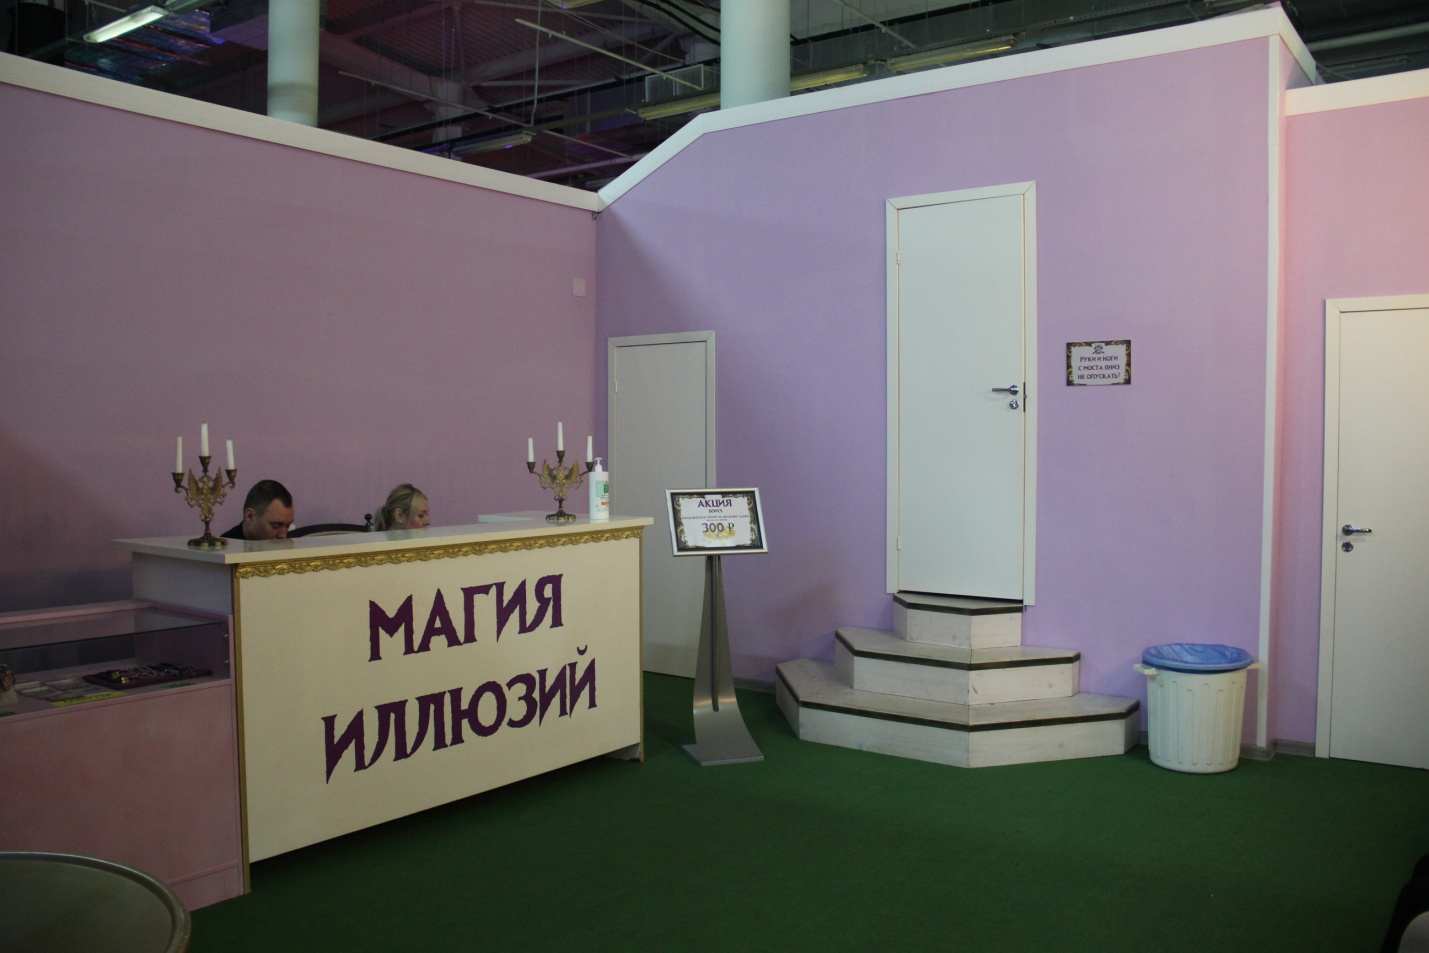 МАГИЯ
ИЛЛЮЗИЙ
АКЦИЯ
300 ₽
РУКИ И НОГИ
С МОСТА ВНИЗ
НЕ ОПУСКАТЬ!